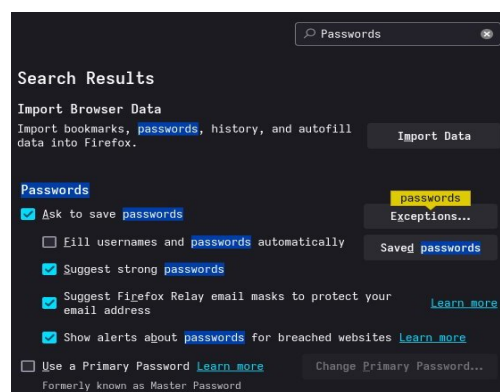 Passwords
Search Results
Import Browser Data
Import bookmarks, passwords, history, and autofill
data into Firefox.
Import Data
Passwords
passwords
Ask to save passwords
Exceptions...
Fill usernames and passwords automatically
Saved passwords
Suggest strong passwords
Suggest Firefox Relay email masks to protect your
email address
Learn more
Show alerts about passwords for breached websites Learn more
Use a Primary Password Learn more
Change Primary Password...
Formerly known as Master Password